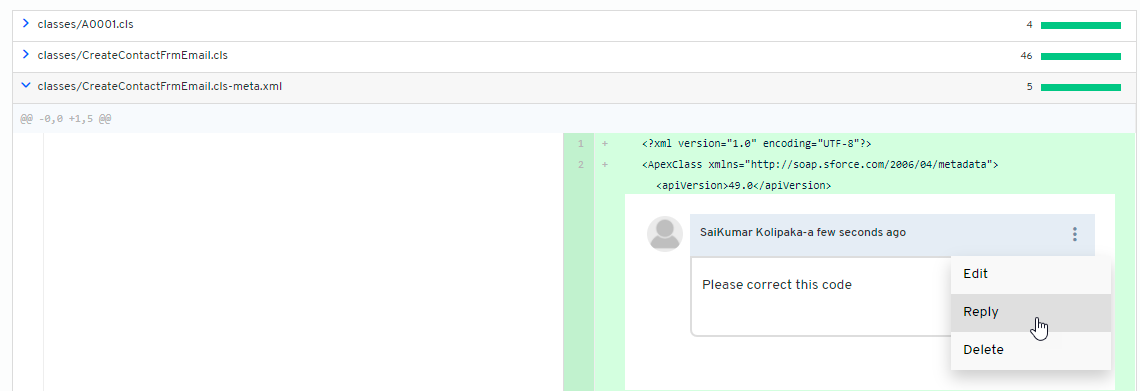 classes/A0001.cls 4
classes/CreateContactFrmEmail.cls 46
classes/CreateContactFrmEmail.cls-meta.xml 5
@@ -0,0 +1,5 @@
1 + <?xml version="1.0" encoding="UTF-8"?>
2 + <ApexClass xmlns="http://soap.sforce.com/2006/04/metadata">
<apiVersion>49.0</apiVersion>
SaiKumar Kolipaka-a few seconds ago
Please correct this code
Edit
Reply
Delete